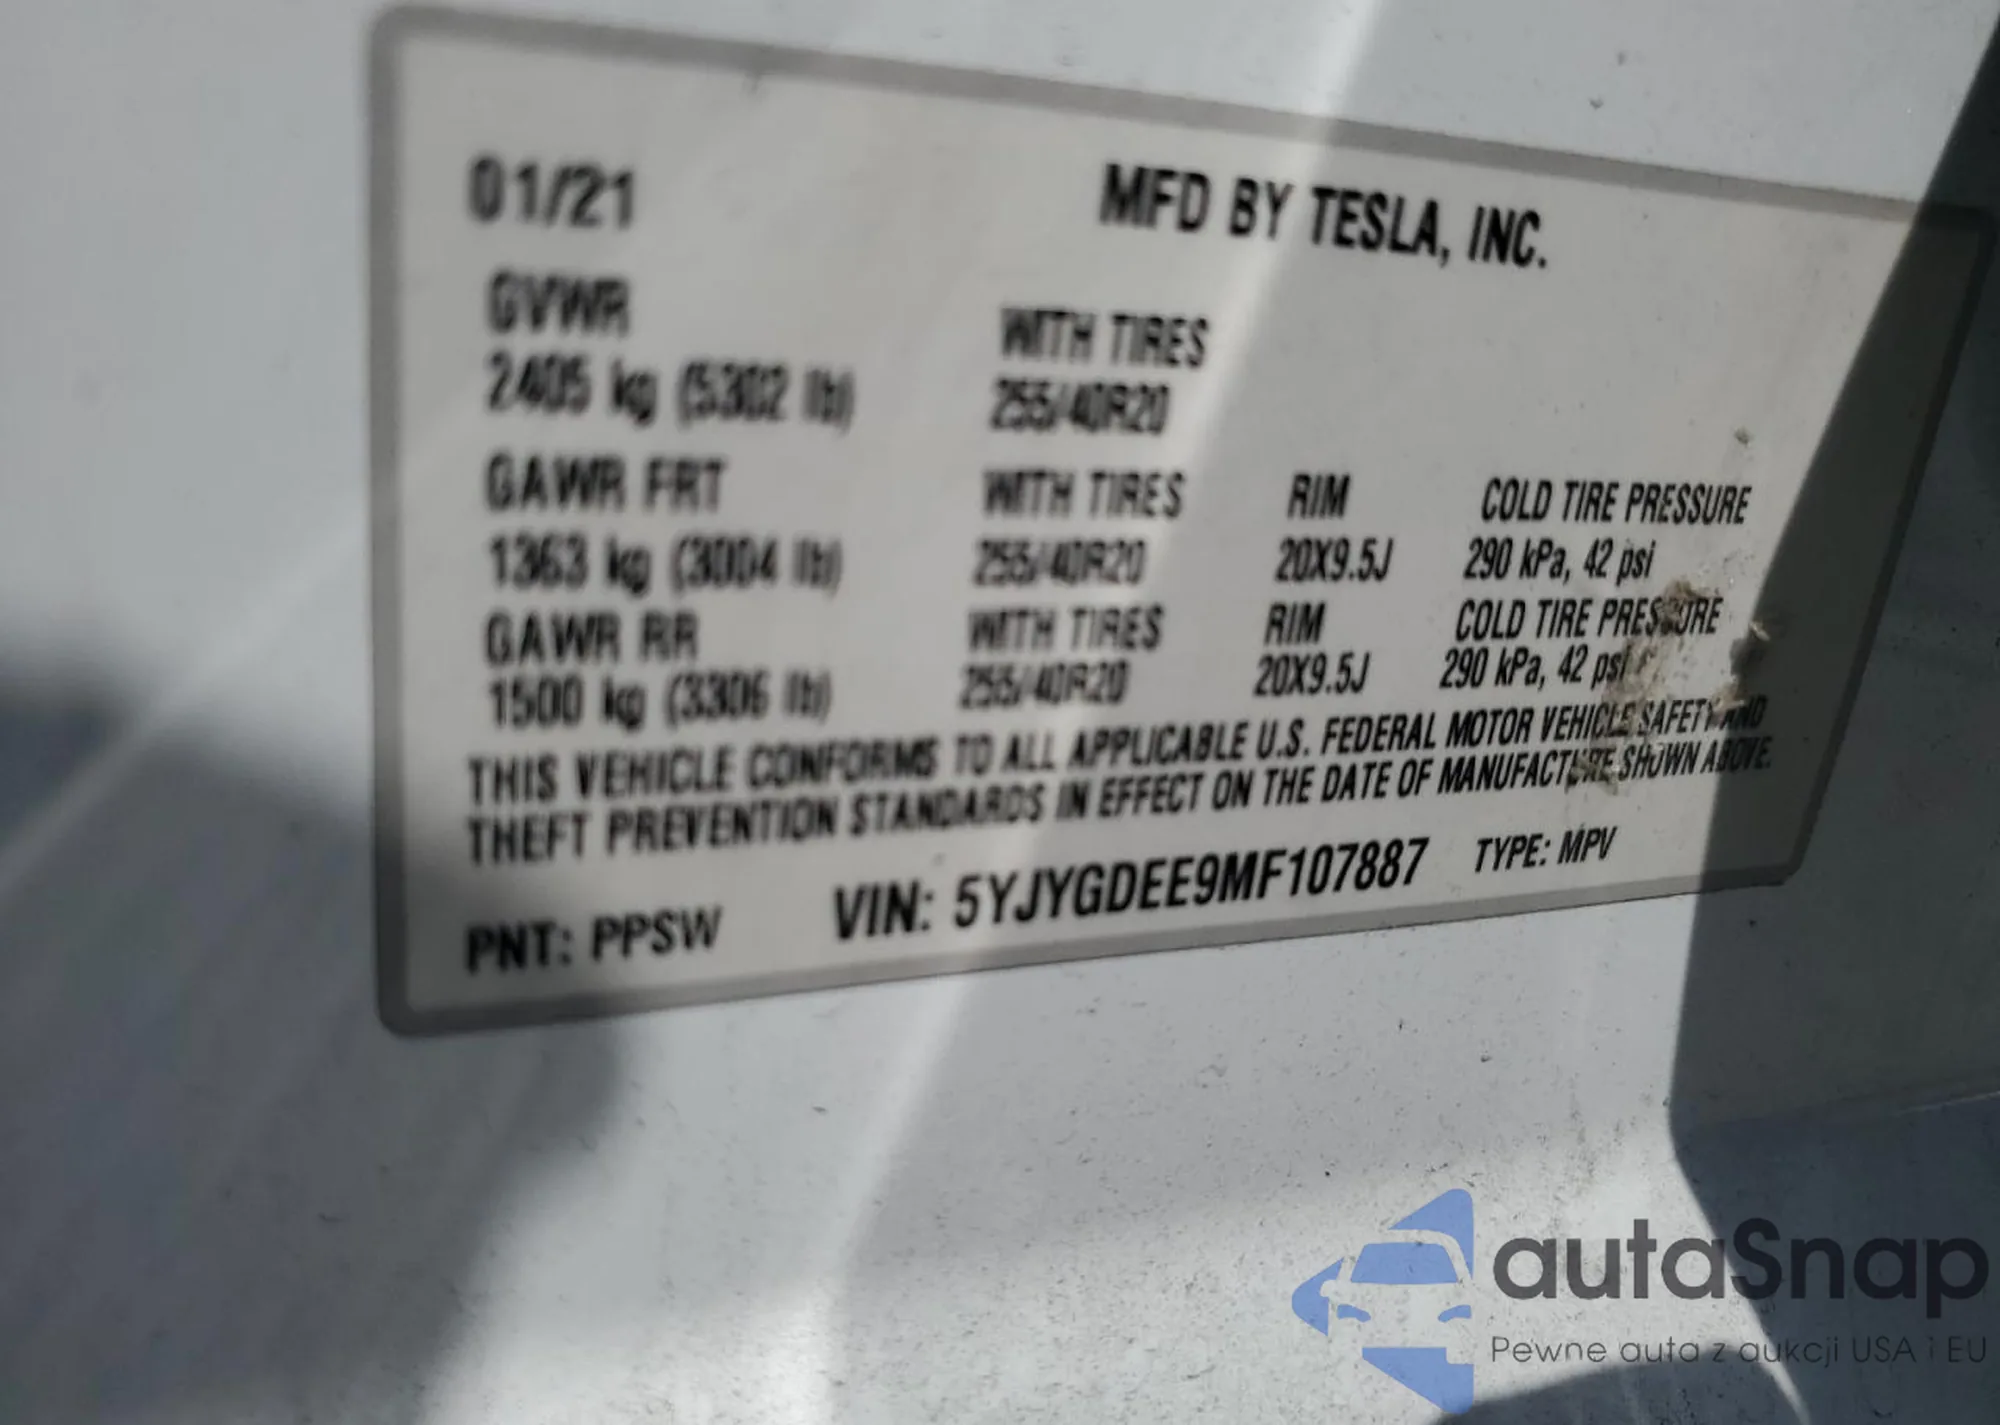 01/21 MFD BY TESLA, INC.
GVWR WITH TIRES
2405 kg (5302 lb) 255/40R20
GAWR FRT WITH TIRES RIM COLD TIRE PRESSURE
1363 kg (3004 lb) 255/40R20 20X9.5J 290 kPa, 42 psi
GAWR RR WITH TIRES RIM COLD TIRE PRESSURE
1500 kg (3306 lb) 255/40R20 20X9.5J 290 kPa, 42 psi
THIS VEHICLE CONFORMS TO ALL APPLICABLE U.S. FEDERAL MOTOR VEHICLE SAFETY AND
THEFT PREVENTION STANDARDS IN EFFECT ON THE DATE OF MANUFACTURE SHOWN ABOVE.
PNT: PPSW VIN: 5YJYGDEE9MF107887 TYPE: MPV
autaSnap
Pewne auta z aukcji USA i EU